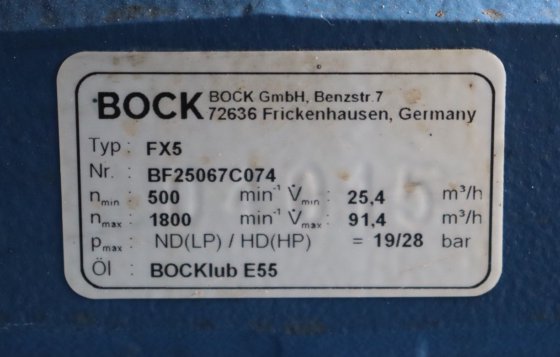 BOCK BOCK GmbH, Benzstr.7
72636 Frickenhausen, Germany
Typ : FX5
Nr. : BF25067C074
nmin : 500 min⁻¹ V̇min : 25,4 m³/h
nmax : 1800 min⁻¹ V̇max : 91,4 m³/h
pmax : ND(LP) / HD(HP) = 19/28 bar
Öl : BOCKlub E55